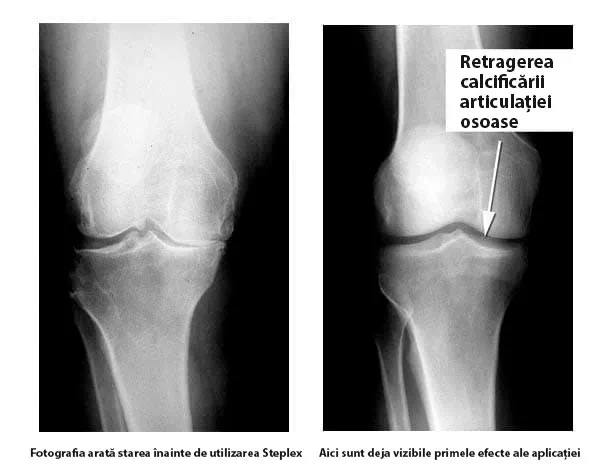 Retragerea
calcificării
articulației
osoase
Fotografia arată starea înainte de utilizarea Steplex
Aici sunt deja vizibile primele efecte ale aplicației